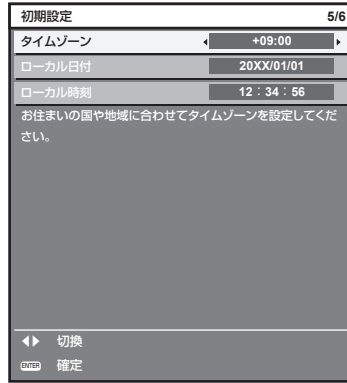 初期設定 5/6
タイムゾーン +09:00
ローカル日付 20XX/01/01
ローカル時刻 12：34：56
お住まいの国や地域に合わせてタイムゾーンを設定してくだ
さい。
切換
ENTER 確定